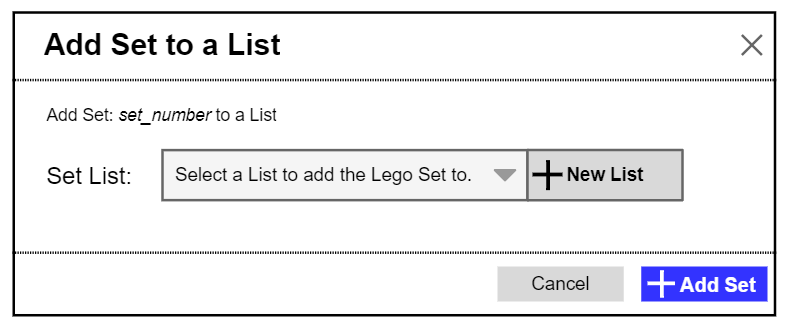 Add Set to a List
Add Set: set_number to a List
Set List: Select a List to add the Lego Set to. New List
Cancel Add Set